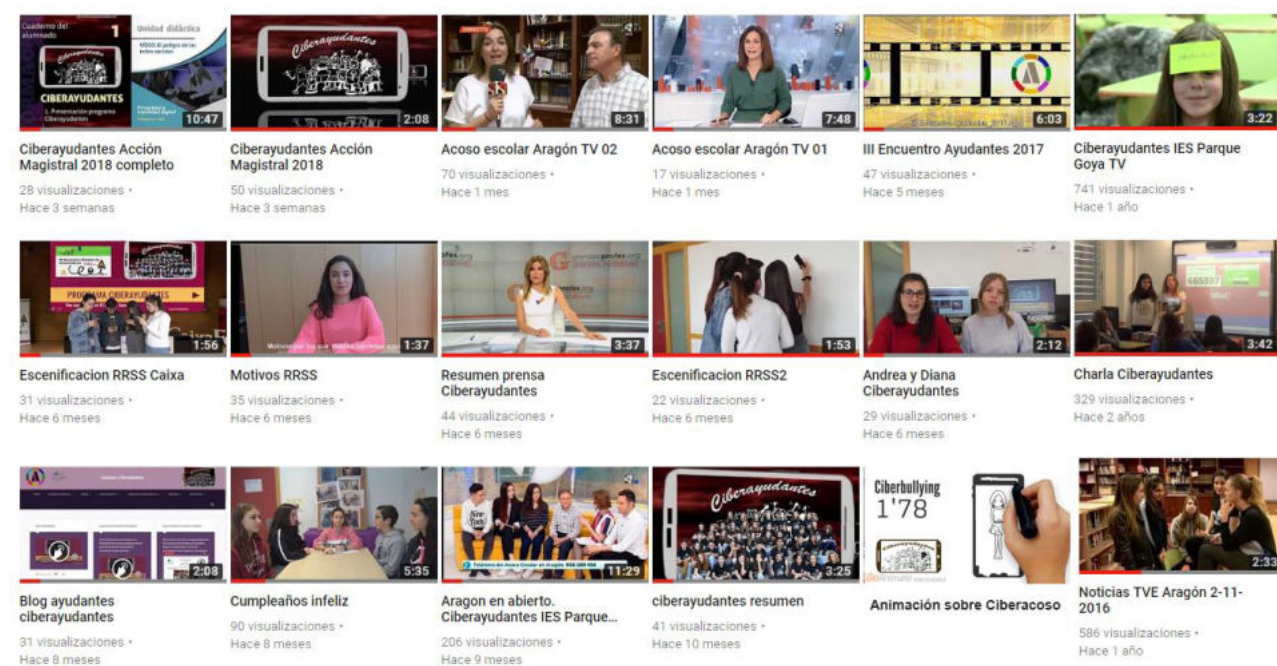 Cuaderno del
alumnado
1
Unidad didáctica
CIBERAYUDANTES
10:47
Ciberayudantes
2:08
8:31
7:48
6:03
3:22
Ciberayudantes Acción
Magistral 2018 completo
28 visualizaciones •
Hace 3 semanas
Ciberayudantes Acción
Magistral 2018
50 visualizaciones •
Hace 3 semanas
Acoso escolar Aragón TV 02
70 visualizaciones •
Hace 1 mes
Acoso escolar Aragón TV 01
17 visualizaciones •
Hace 1 mes
III Encuentro Ayudantes 2017
47 visualizaciones •
Hace 5 meses
Ciberayudantes IES Parque
Goya TV
741 visualizaciones •
Hace 1 año
PROGRAMA CIBERAYUDANTES
1:56
1:37
3:37
1:53
2:12
665397
3:42
Escenificacion RRSS Caixa
31 visualizaciones •
Hace 6 meses
Motivos RRSS
35 visualizaciones •
Hace 6 meses
Resumen prensa
Ciberayudantes
44 visualizaciones •
Hace 6 meses
Escenificacion RRSS2
22 visualizaciones •
Hace 6 meses
Andrea y Diana
Ciberayudantes
29 visualizaciones •
Hace 6 meses
Charla Ciberayudantes
329 visualizaciones •
Hace 2 años
2:08
5:35
New
York
11:29
Ciberayudantes
3:25
Ciberbullying
1'78
2:33
Blog ayudantes
ciberayudantes
31 visualizaciones •
Hace 8 meses
Cumpleaños infeliz
90 visualizaciones •
Hace 8 meses
Aragon en abierto.
Ciberayudantes IES Parque...
206 visualizaciones •
Hace 9 meses
ciberayudantes resumen
41 visualizaciones •
Hace 10 meses
Animación sobre Ciberacoso
Noticias TVE Aragón 2-11-
2016
586 visualizaciones •
Hace 1 año